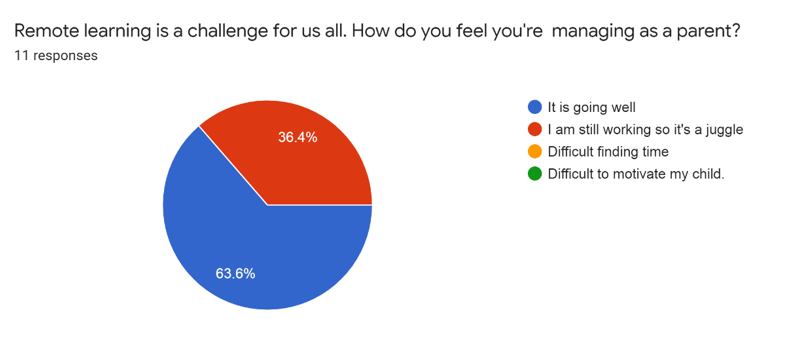 Remote learning is a challenge for us all. How do you feel you're  managing as a parent?
11 responses
36.4%
63.6%
It is going well
I am still working so it's a juggle
Difficult finding time
Difficult to motivate my child.